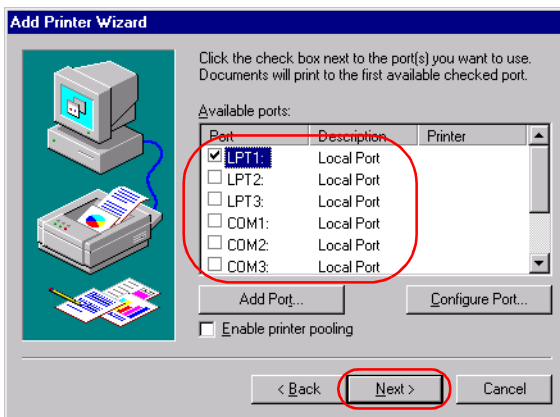 Add Printer Wizard
Click the check box next to the port(s) you want to use.
Documents will print to the first available checked port.
Available ports:
Port Description Printer
LPT1: Local Port
LPT2: Local Port
LPT3: Local Port
COM1: Local Port
COM2: Local Port
COM3: Local Port
Add Port... Configure Port...
Enable printer pooling
< Back Next > Cancel